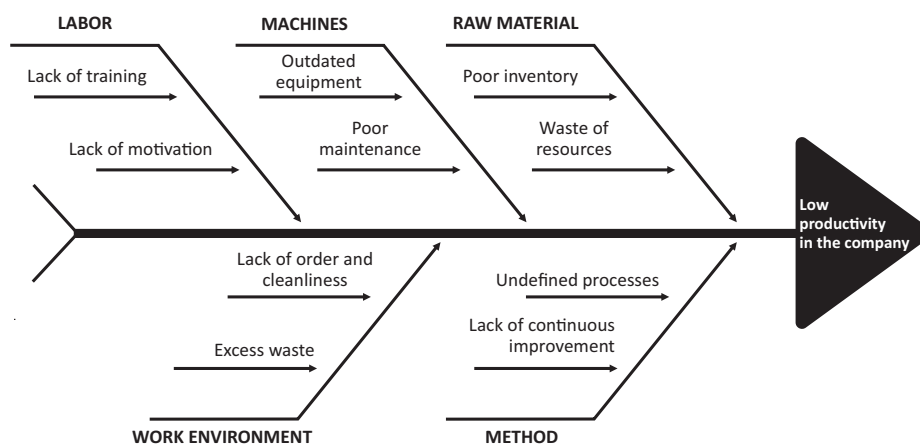 LABOR
MACHINES
RAW MATERIAL
Lack of training
Outdated
equipment
Poor inventory
Lack of motivation
Poor
maintenance
Waste of
resources
Low
productivity
in the company
Lack of order and
cleanliness
Undefined processes
Excess waste
Lack of continuous
improvement
WORK ENVIRONMENT
METHOD